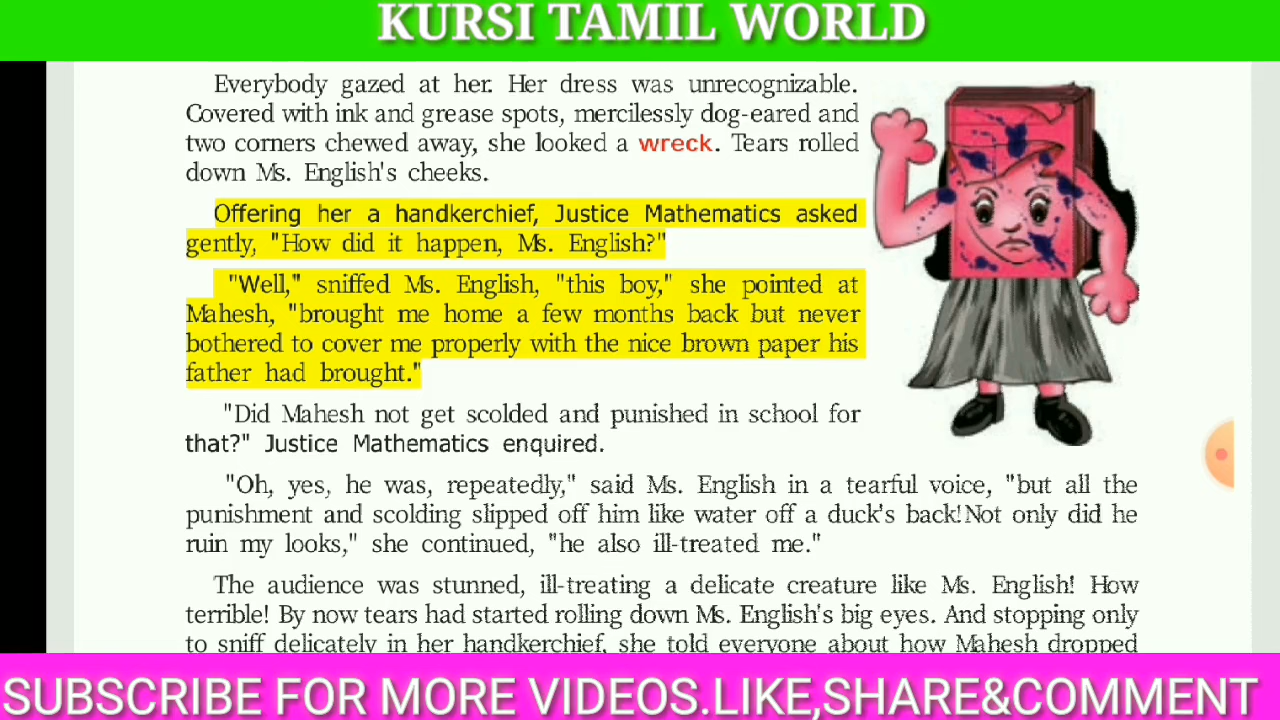 KURSI TAMIL WORLD
Everybody gazed at her. Her dress was unrecognizable.
Covered with ink and grease spots, mercilessly dog-eared and
two corners chewed away, she looked a wreck. Tears rolled
down Ms. English's cheeks.
Offering her a handkerchief, Justice Mathematics asked
gently, "How did it happen, Ms. English?"
"Well," sniffed Ms. English, "this boy," she pointed at
Mahesh, "brought me home a few months back but never
bothered to cover me properly with the nice brown paper his
father had brought."
"Did Mahesh not get scolded and punished in school for
that?" Justice Mathematics enquired.
"Oh, yes, he was, repeatedly," said Ms. English in a tearful voice, "but all the
punishment and scolding slipped off him like water off a duck's back!Not only did he
ruin my looks," she continued, "he also ill-treated me."
The audience was stunned, ill-treating a delicate creature like Ms. English! How
terrible! By now tears had started rolling down Ms. English's big eyes. And stopping only
to sniff delicately in her handkerchief, she told everyone about how Mahesh dropped
SUBSCRIBE FOR MORE VIDEOS.LIKE,SHARE&COMMENT